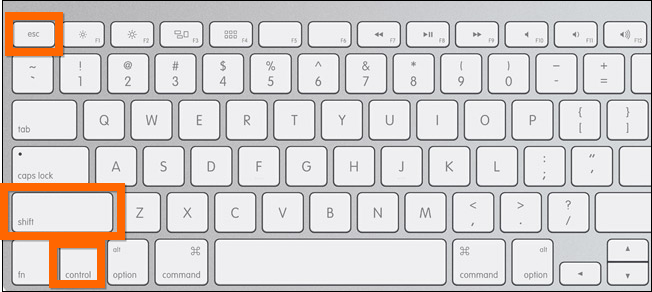 esc F1 F2 F3 F4 F5 F6 F7 F8 F9 F10 F11 F12
~ ! @ # $ % ^ & * ( ) – +
` 1 2 3 4 5 6 7 8 9 0 - =
tab Q W E R T Y U I O P { [ } ]
caps lock A S D F G H J K L : ; " '
shift Z X C V B N M < , > . ? /
fn control alt option ⌘ command ⌘ command alt option